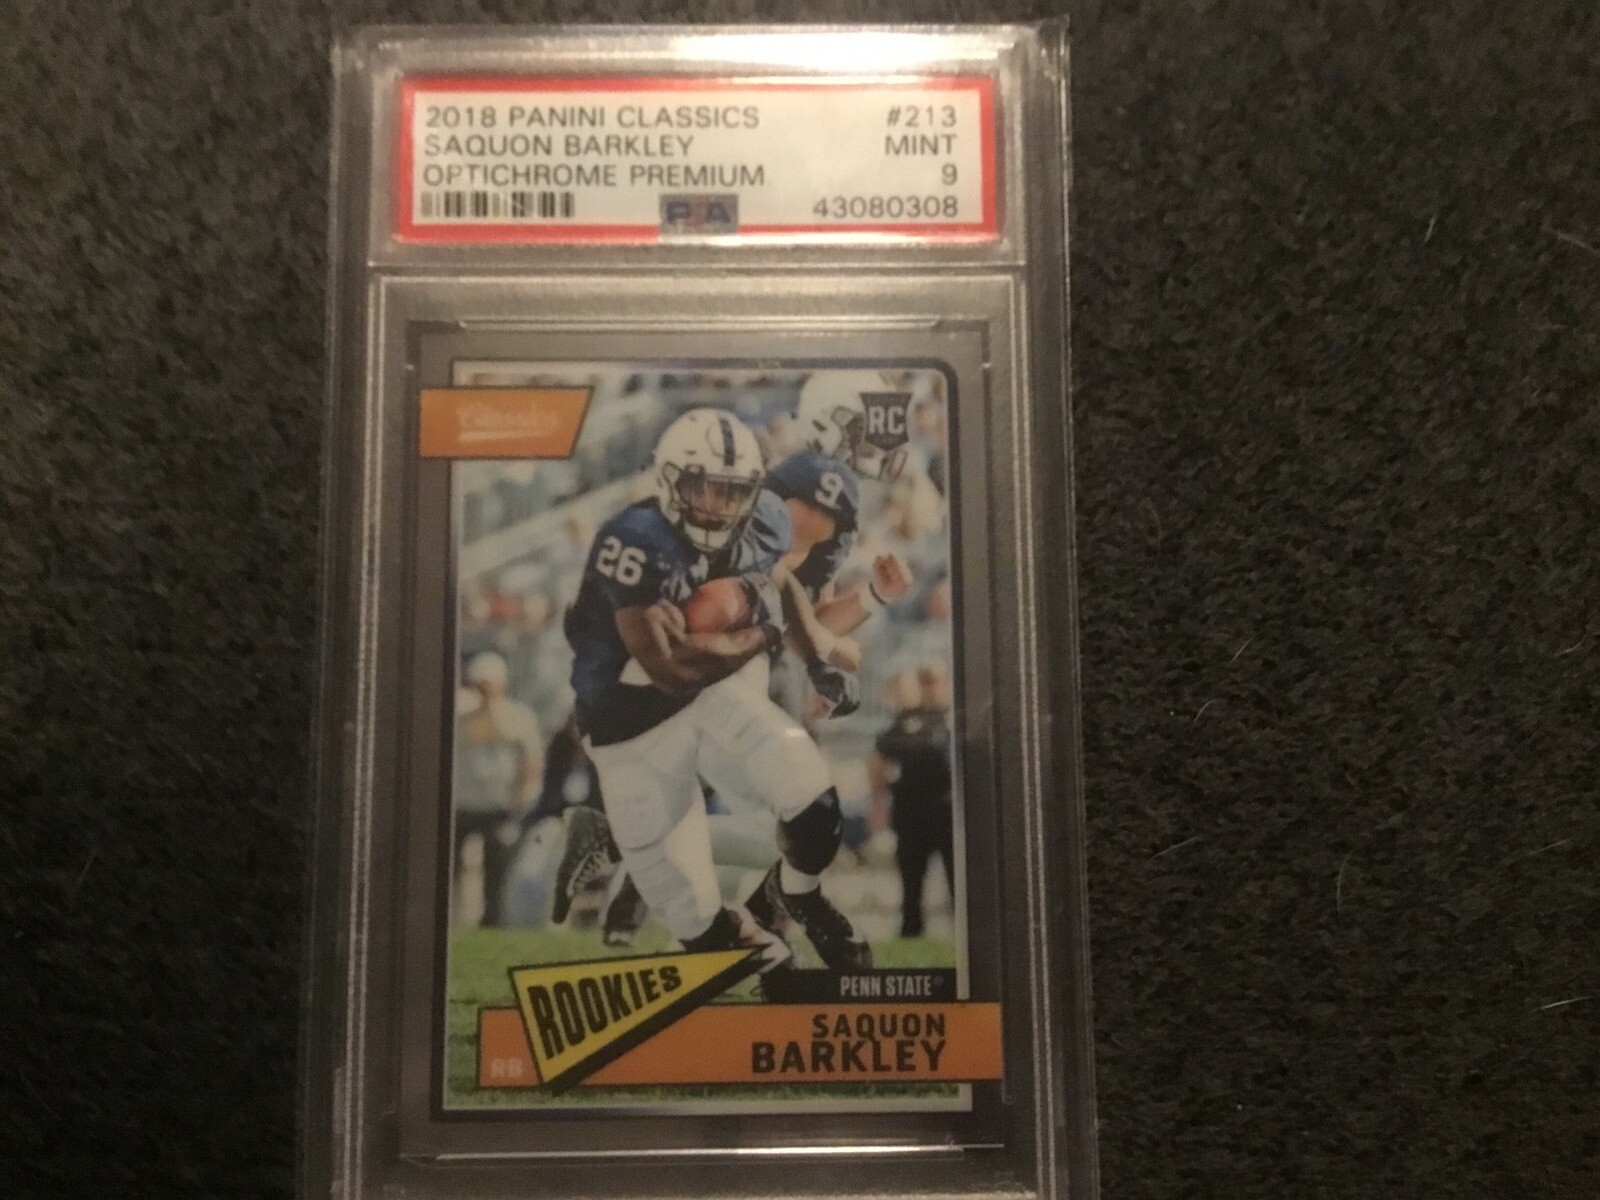 2018 PANINI CLASSICS #213
SAQUON BARKLEY MINT
OPTICHROME PREMIUM 9
PSA 43080308
Classics
RC
9
26
PENN STATE®
ROOKIES
SAQUON
RB BARKLEY